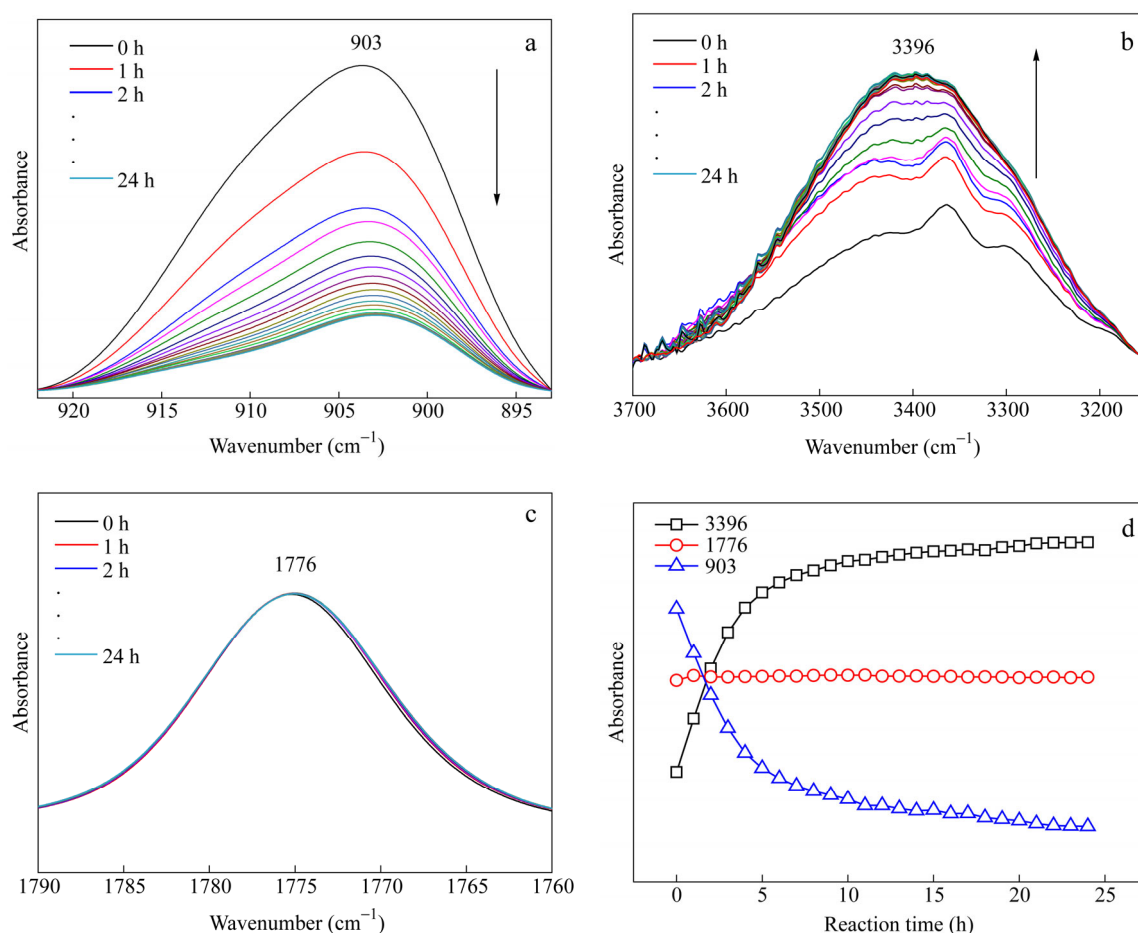 a
903
0 h
1 h
2 h
.
.
.
24 h
Absorbance
920
915
910
905
900
895
Wavenumber (cm⁻¹)
b
3396
0 h
1 h
2 h
.
.
.
24 h
Absorbance
3700
3600
3500
3400
3300
3200
Wavenumber (cm⁻¹)
c
1776
0 h
1 h
2 h
.
.
.
24 h
Absorbance
1790
1785
1780
1775
1770
1765
1760
Wavenumber (cm⁻¹)
d
3396
1776
903
Absorbance
0
5
10
15
20
25
Reaction time (h)